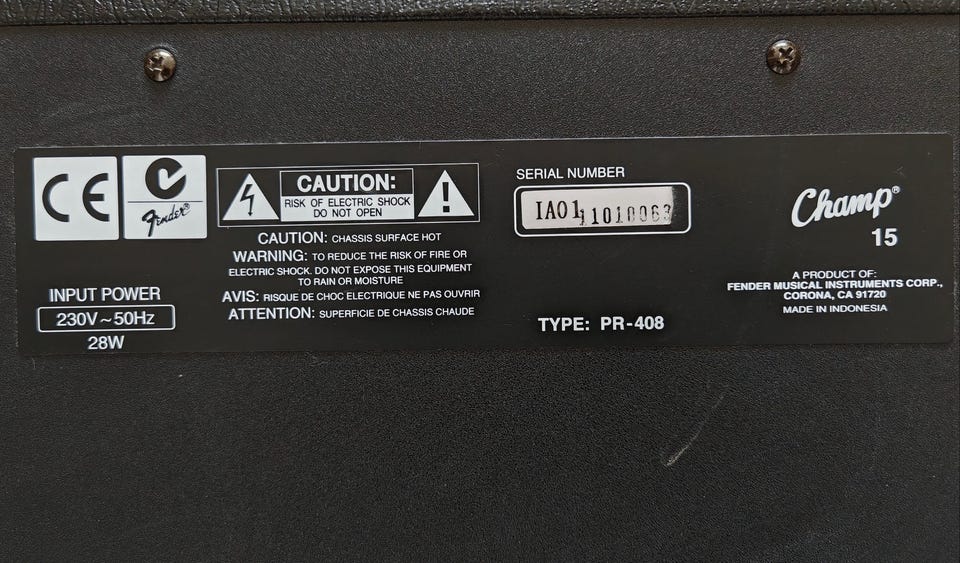 CE
Fender
INPUT POWER
230V~50Hz
28W
CAUTION:
RISK OF ELECTRIC SHOCK
DO NOT OPEN
CAUTION: CHASSIS SURFACE HOT
WARNING: TO REDUCE THE RISK OF FIRE OR
ELECTRIC SHOCK. DO NOT EXPOSE THIS EQUIPMENT
TO RAIN OR MOISTURE
AVIS: RISQUE DE CHOC ELECTRIQUE NE PAS OUVRIR
ATTENTION: SUPERFICIE DE CHASSIS CHAUDE
SERIAL NUMBER
TYPE: PR-408
Champ®
15
A PRODUCT OF:
FENDER MUSICAL INSTRUMENTS CORP.,
CORONA, CA 91720
MADE IN INDONESIA